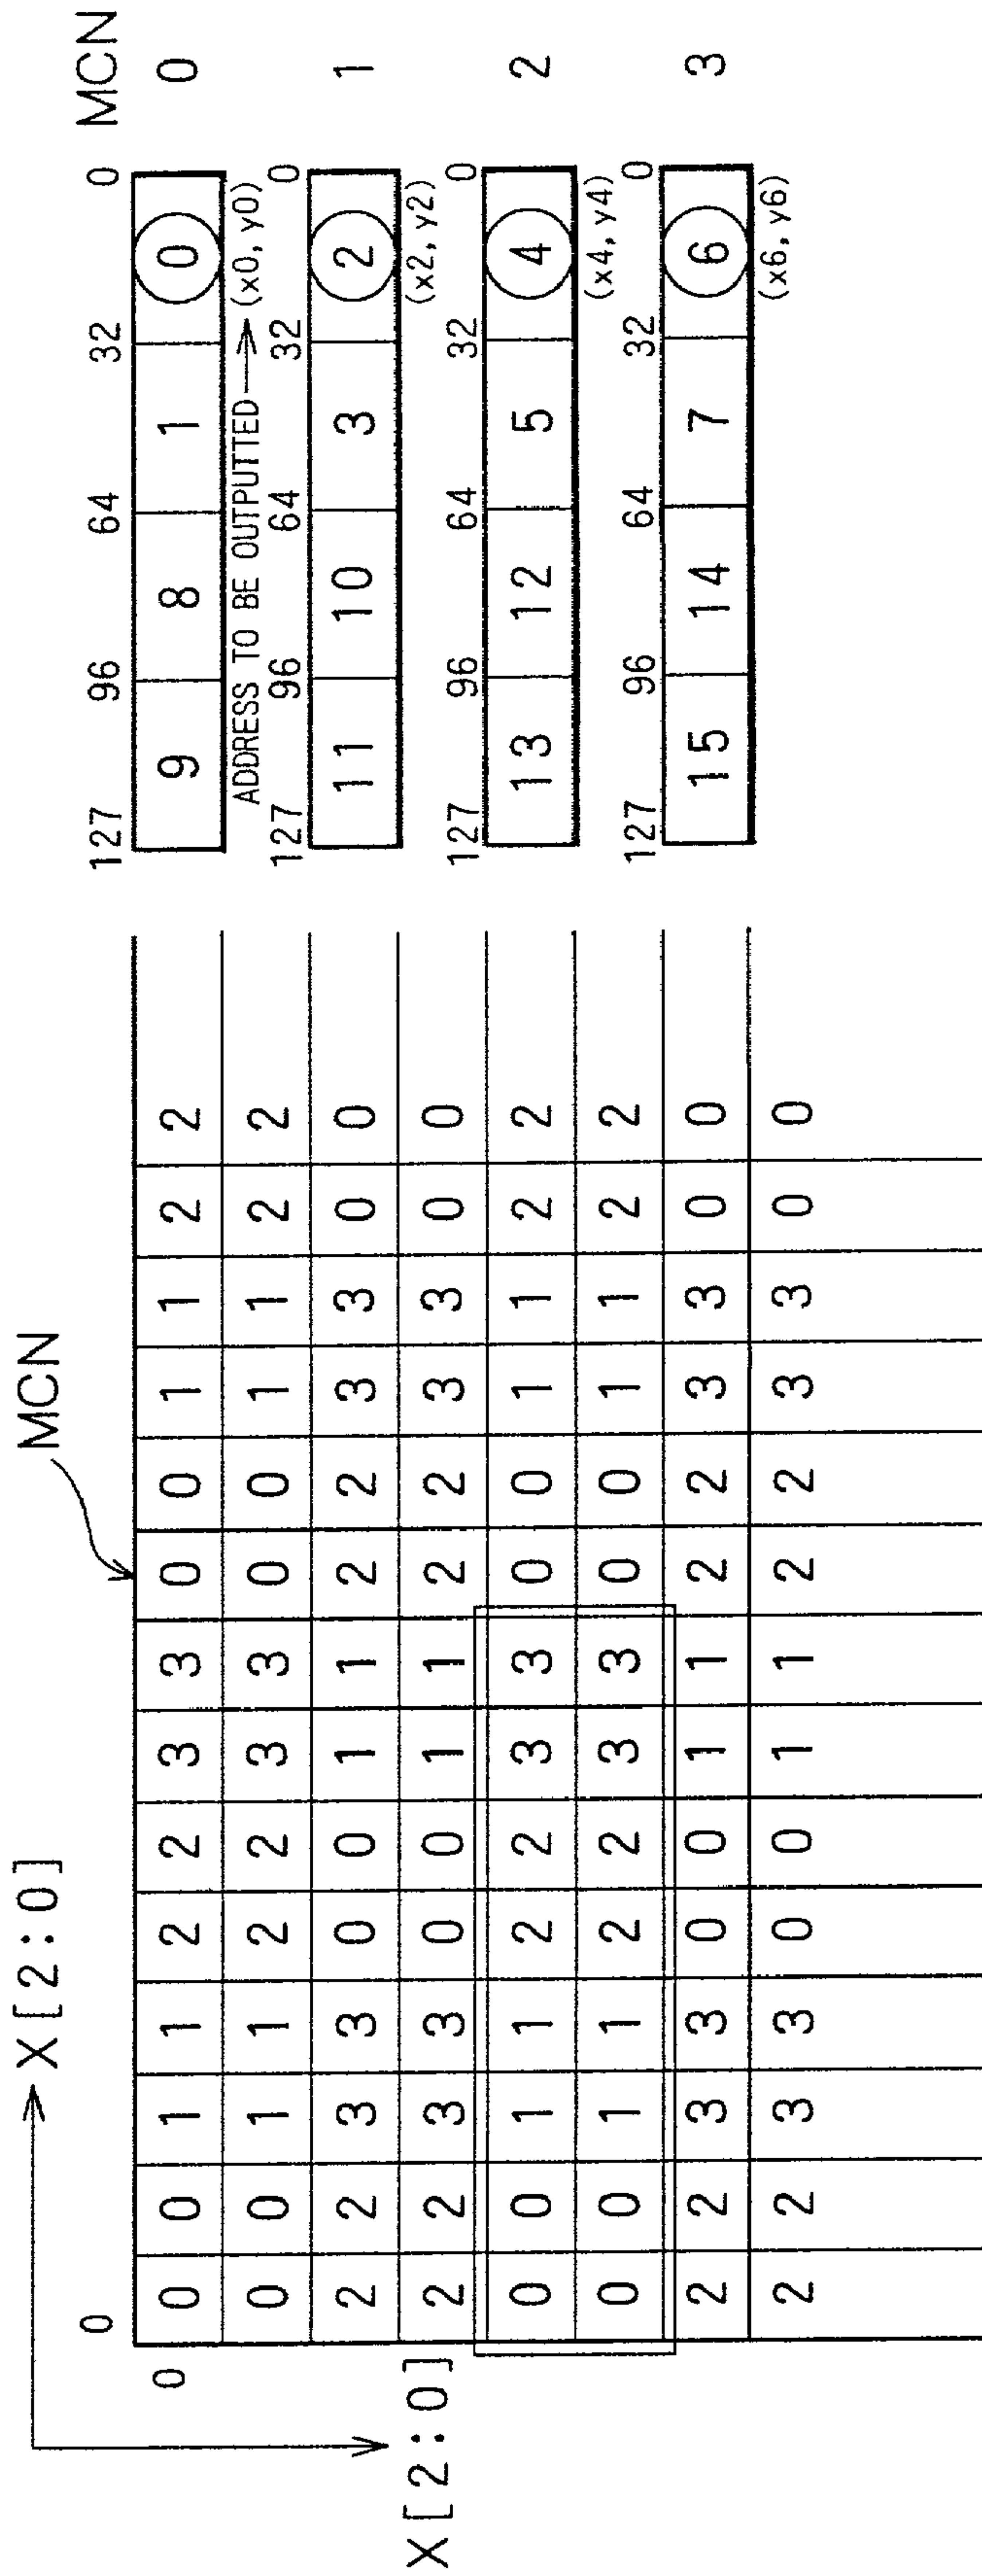 X[2:0]
MCN
X[2:0]
0
0
0 0 1 1 2 2 3 3 0 0 1 1 2 2
0 0 1 1 2 2 3 3 0 0 1 1 2 2
2 2 3 3 0 0 1 1 2 2 3 3 0 0
2 2 3 3 0 0 1 1 2 2 3 3 0 0
0 0 1 1 2 2 3 3 0 0 1 1 2 2
0 0 1 1 2 2 3 3 0 0 1 1 2 2
2 2 3 3 0 0 1 1 2 2 3 3 0 0
2 2 3 3 0 0 1 1 2 2 3 3 0 0
127 96 64 32 0 MCN
9 8 1 0 0
ADDRESS TO BE OUTPUTTED (x0, y0)
127 96 64 32 0
11 10 3 2 1
(x2, y2)
127 96 64 32 0
13 12 5 4 2
(x4, y4)
127 96 64 32 0
15 14 7 6 3
(x6, y6)